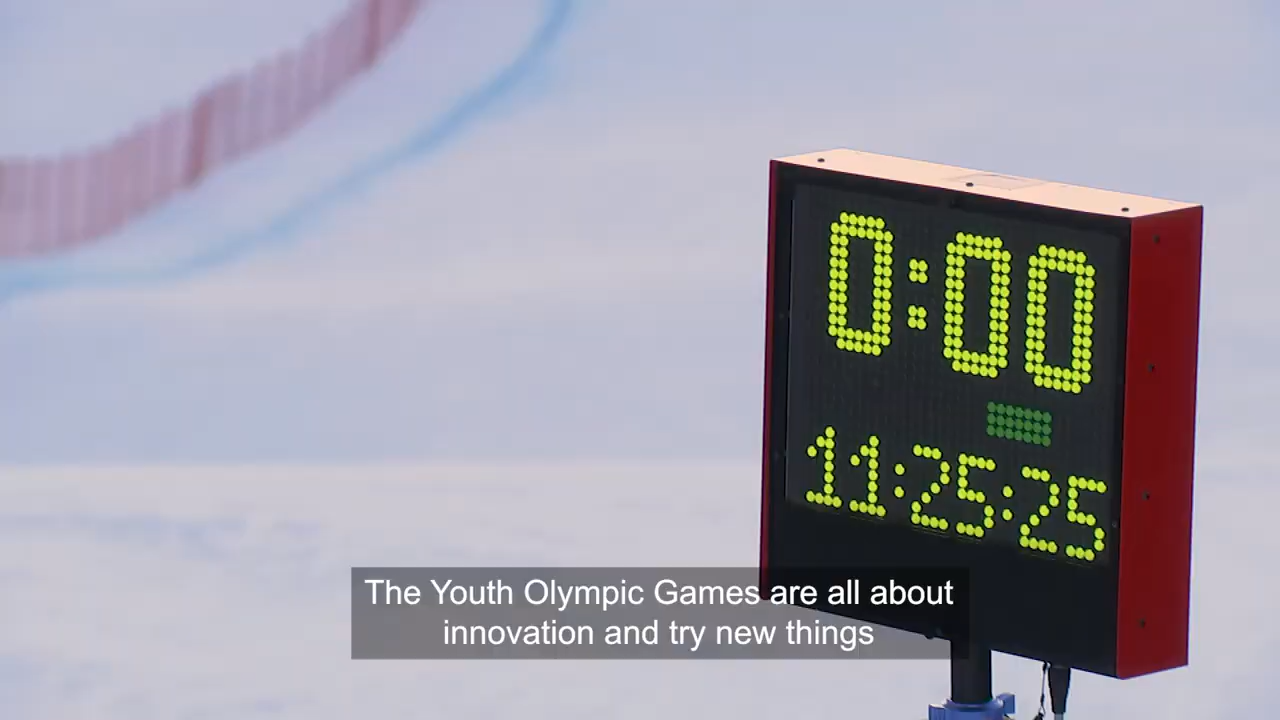 0:00
11:25:25
The Youth Olympic Games are all about
innovation and try new things